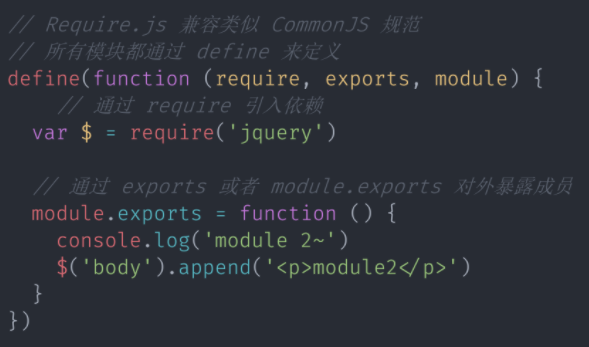 // Require.js 兼容类似 CommonJS 规范
// 所有模块都通过 define 来定义
define(function (require, exports, module) {
    // 通过 require 引入依赖
  var $ = require('jquery')

  // 通过 exports 或者 module.exports 对外暴露成员
  module.exports = function () {
    console.log('module 2~')
    $('body').append('<p>module2</p>')
  }
})